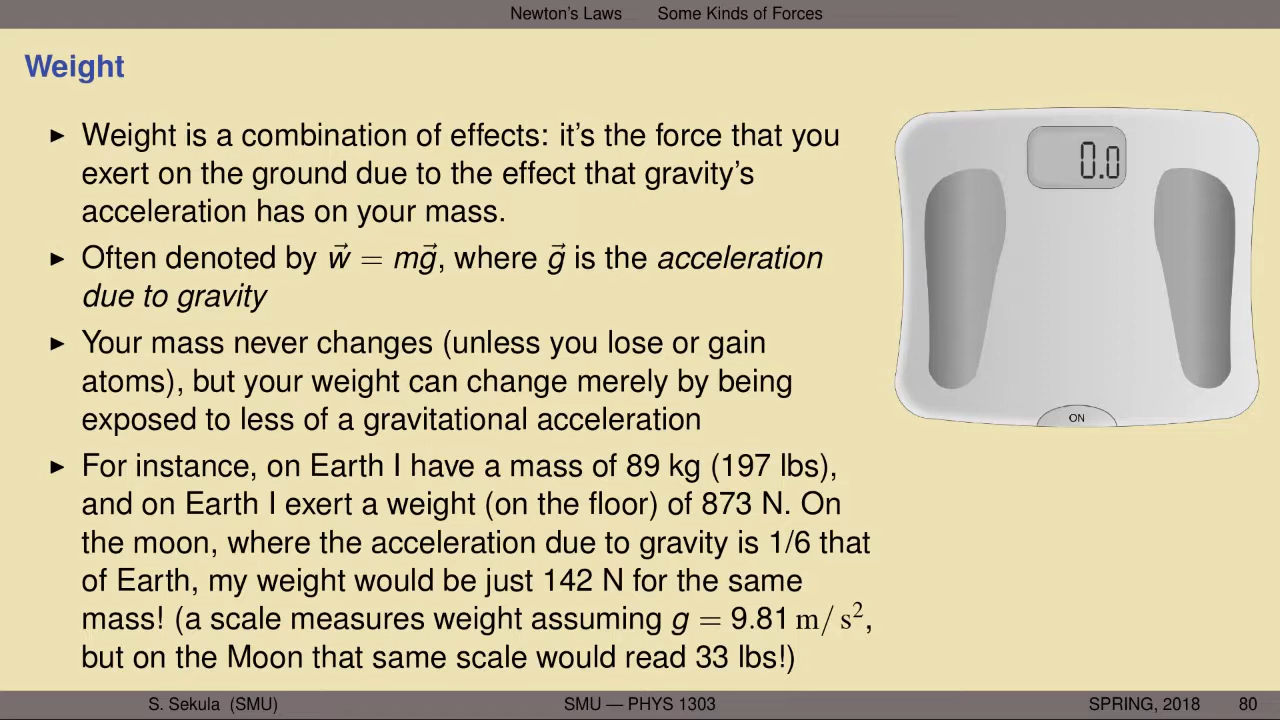 Newton's Laws Some Kinds of Forces
Weight
▶ Weight is a combination of effects: it's the force that you
exert on the ground due to the effect that gravity's
acceleration has on your mass.
▶ Often denoted by w⃗ = mg⃗, where g⃗ is the acceleration
due to gravity
▶ Your mass never changes (unless you lose or gain
atoms), but your weight can change merely by being
exposed to less of a gravitational acceleration
▶ For instance, on Earth I have a mass of 89 kg (197 lbs),
and on Earth I exert a weight (on the floor) of 873 N. On
the moon, where the acceleration due to gravity is 1/6 that
of Earth, my weight would be just 142 N for the same
mass! (a scale measures weight assuming g = 9.81 m/ s²,
but on the Moon that same scale would read 33 lbs!)
0.0
ON
S. Sekula (SMU) SMU — PHYS 1303 SPRING, 2018 80